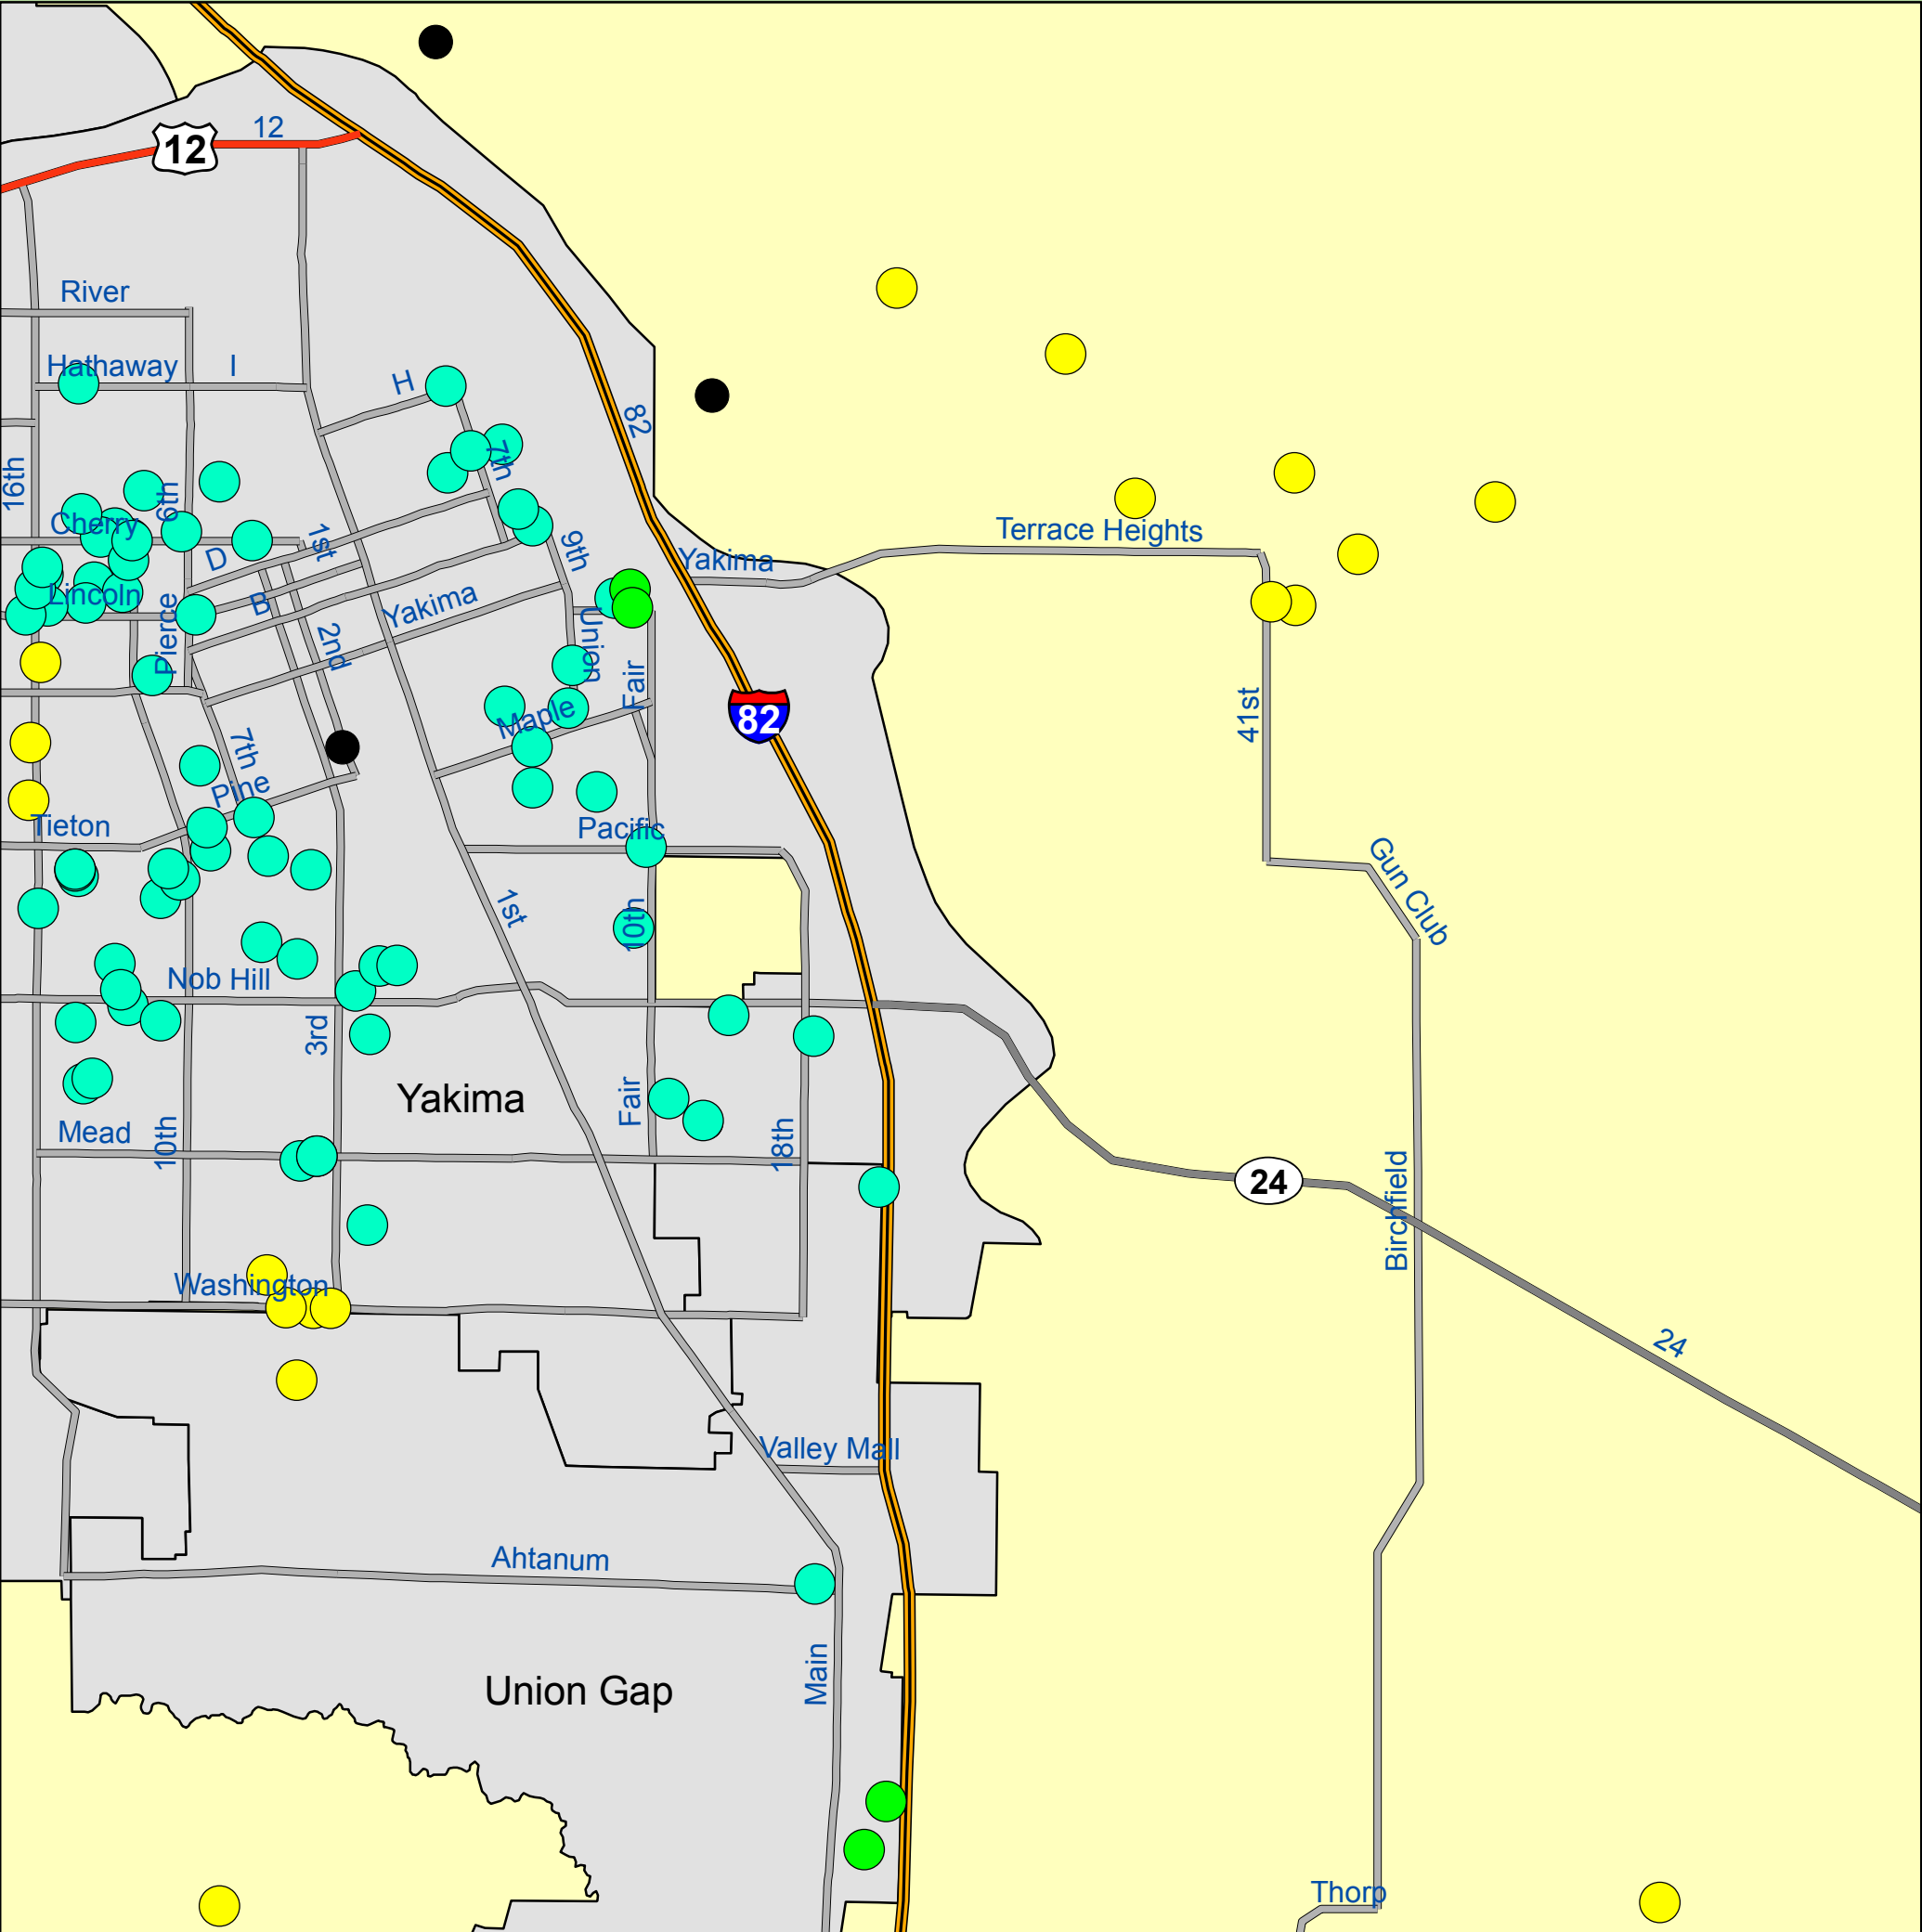 12
12
River
Hathaway
I
H
82
16th
7th
6th
Cherry
1st
D
9th
Yakima
Terrace Heights
Lincoln
B
Yakima
Pierce
2nd
Union
Fair
41st
82
Maple
7th
Pine
Tieton
Pacific
Gun Club
1st
10th
Nob Hill
3rd
Yakima
Fair
Mead
10th
18th
24
Birchfield
Washington
24
Valley Mall
Ahtanum
Main
Union Gap
Thorp